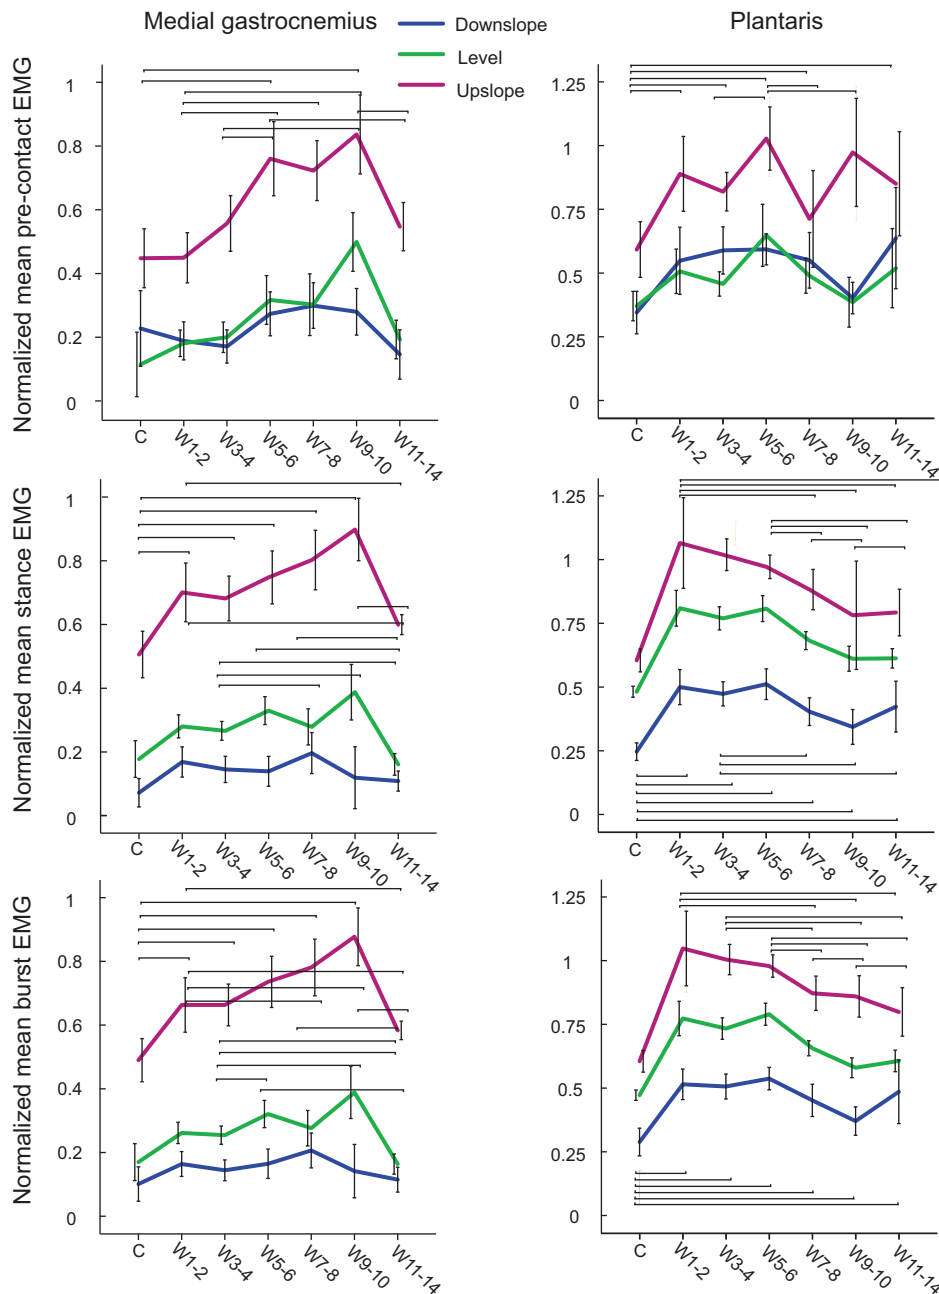 Medial gastrocnemius
Downslope
Level
Upslope
Plantaris
Normalized mean pre-contact EMG
1
0.8
0.6
0.4
0.2
0
C
W1-2
W3-4
W5-6
W7-8
W9-10
W11-14
1.25
1
0.75
0.5
0.25
0
C
W1-2
W3-4
W5-6
W7-8
W9-10
W11-14
Normalized mean stance EMG
1
0.8
0.6
0.4
0.2
0
C
W1-2
W3-4
W5-6
W7-8
W9-10
W11-14
1.25
1
0.75
0.5
0.25
0
C
W1-2
W3-4
W5-6
W7-8
W9-10
W11-14
Normalized mean burst EMG
1
0.8
0.6
0.4
0.2
0
C
W1-2
W3-4
W5-6
W7-8
W9-10
W11-14
1.25
1
0.75
0.5
0.25
0
C
W1-2
W3-4
W5-6
W7-8
W9-10
W11-14